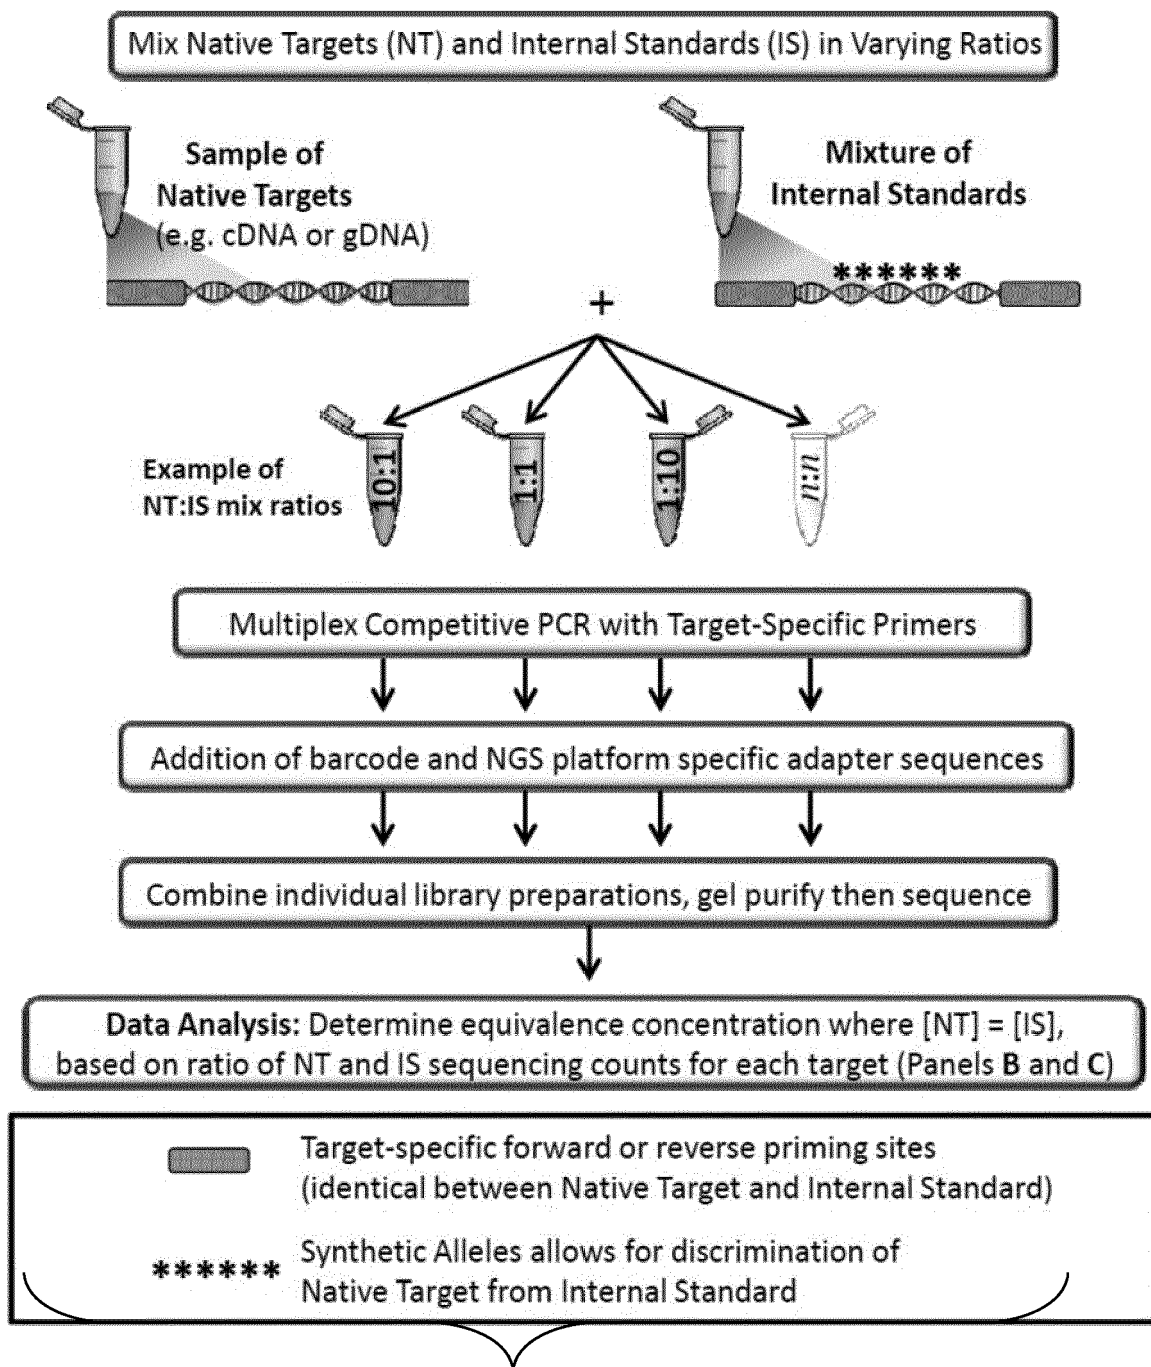 Mix Native Targets (NT) and Internal Standards (IS) in Varying Ratios
Sample of
Native Targets
(e.g. cDNA or gDNA)
Mixture of
Internal Standards
******
+
Example of
NT:IS mix ratios
10:1
1:1
1:10
n:n
Multiplex Competitive PCR with Target-Specific Primers
Addition of barcode and NGS platform specific adapter sequences
Combine individual library preparations, gel purify then sequence
Data Analysis: Determine equivalence concentration where [NT] = [IS],
based on ratio of NT and IS sequencing counts for each target (Panels B and C)
Target-specific forward or reverse priming sites
(identical between Native Target and Internal Standard)
****** Synthetic Alleles allows for discrimination of
Native Target from Internal Standard